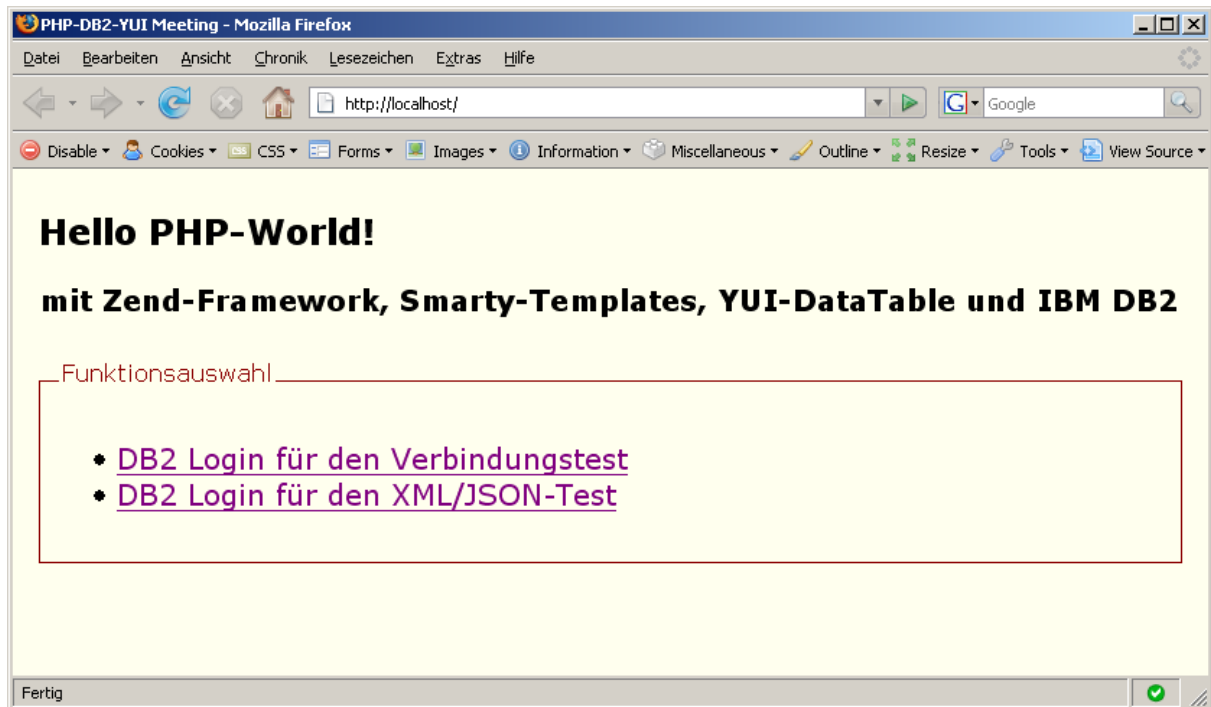 PHP-DB2-YUI Meeting - Mozilla Firefox
Datei Bearbeiten Ansicht Chronik Lesezeichen Extras Hilfe
http://localhost/ G Google
Disable Cookies CSS Forms Images Information Miscellaneous Outline Resize Tools View Source
Hello PHP-World!
mit Zend-Framework, Smarty-Templates, YUI-DataTable und IBM DB2
Funktionsauswahl
• DB2 Login für den Verbindungstest
• DB2 Login für den XML/JSON-Test
Fertig